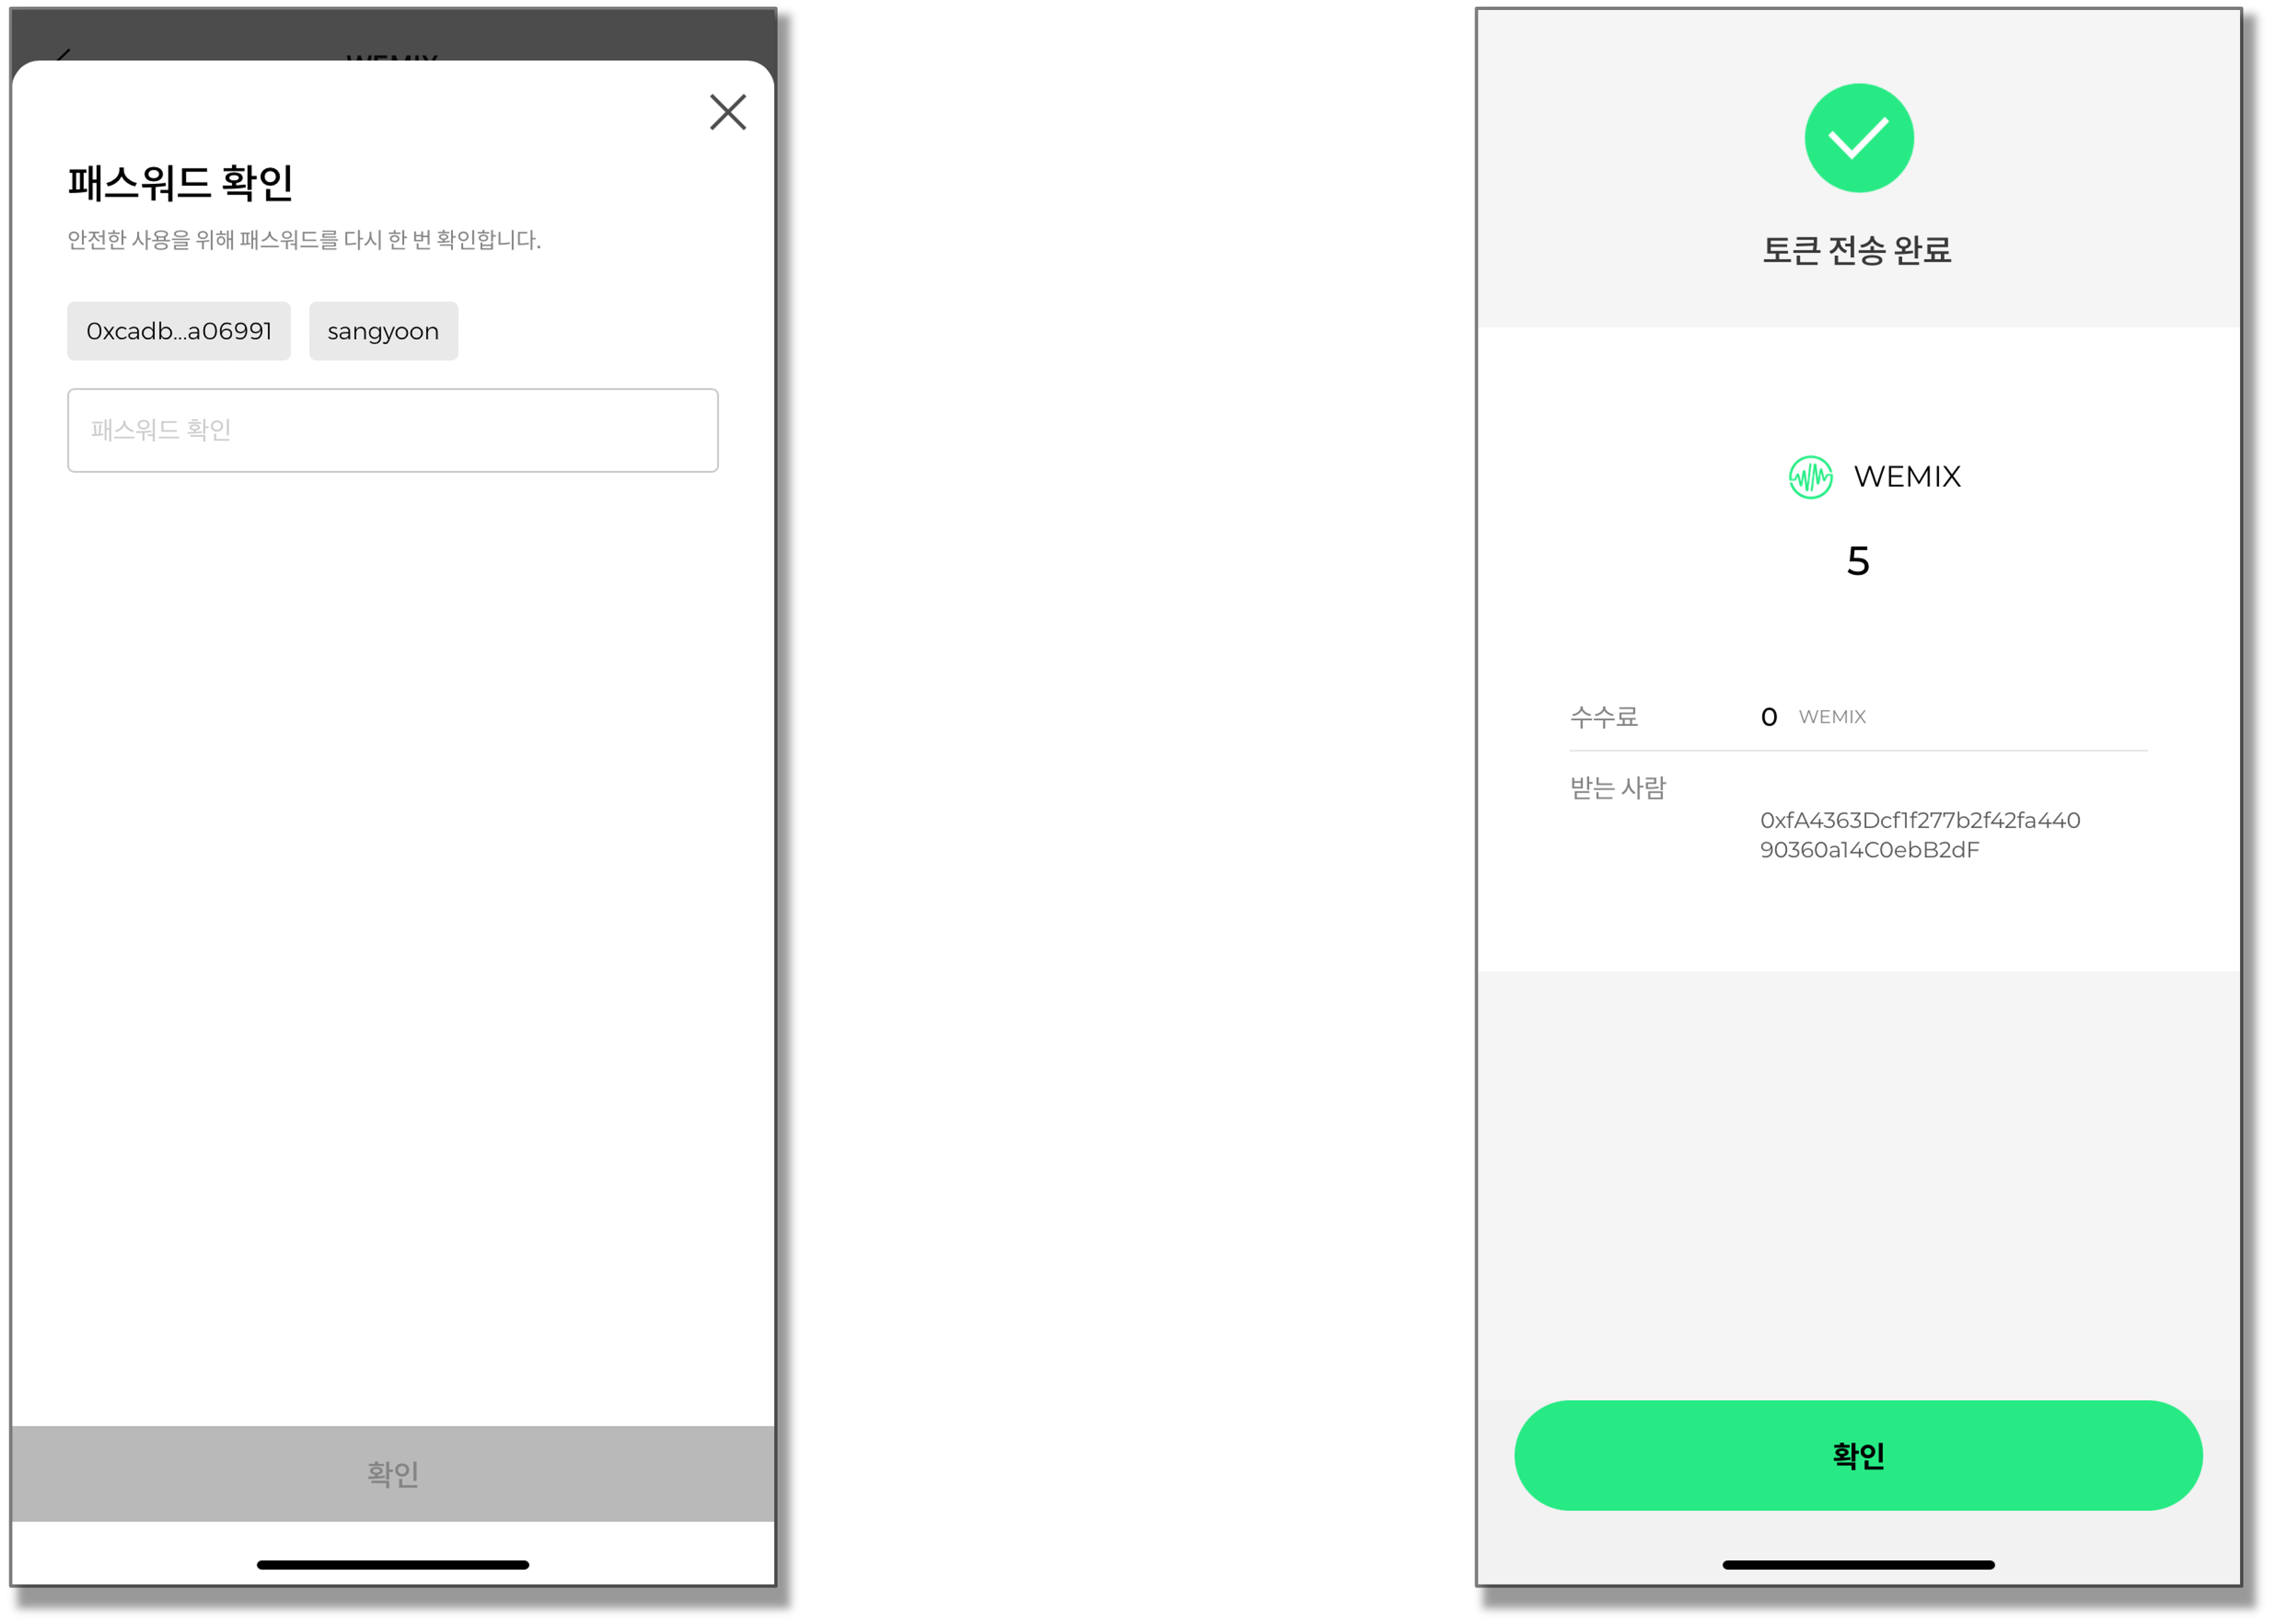 WEMIX
패스워드 확인
안전한 사용을 위해 패스워드를 다시 한 번 확인합니다.
0xcadb...a06991 sangyoon
패스워드 확인
확인
토큰 전송 완료
WEMIX
5
수수료 0 WEMIX
받는 사람
0xfA4363Dcf1f277b2f42fa440
90360a14C0ebB2dF
확인